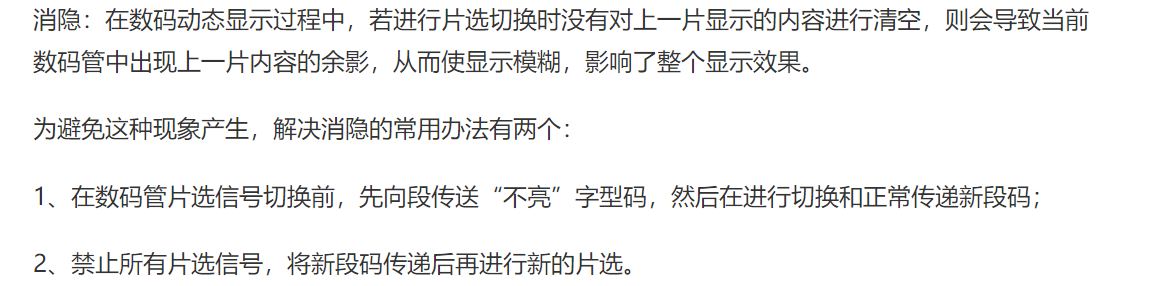 消隐：在数码动态显示过程中，若进行片选切换时没有对上一片显示的内容进行清空，则会导致当前
数码管中出现上一片内容的余影，从而使显示模糊，影响了整个显示效果。
为避免这种现象产生，解决消隐的常用办法有两个：
1、在数码管片选信号切换前，先向段传送“不亮”字型码，然后在进行切换和正常传递新段码；
2、禁止所有片选信号，将新段码传递后再进行新的片选。